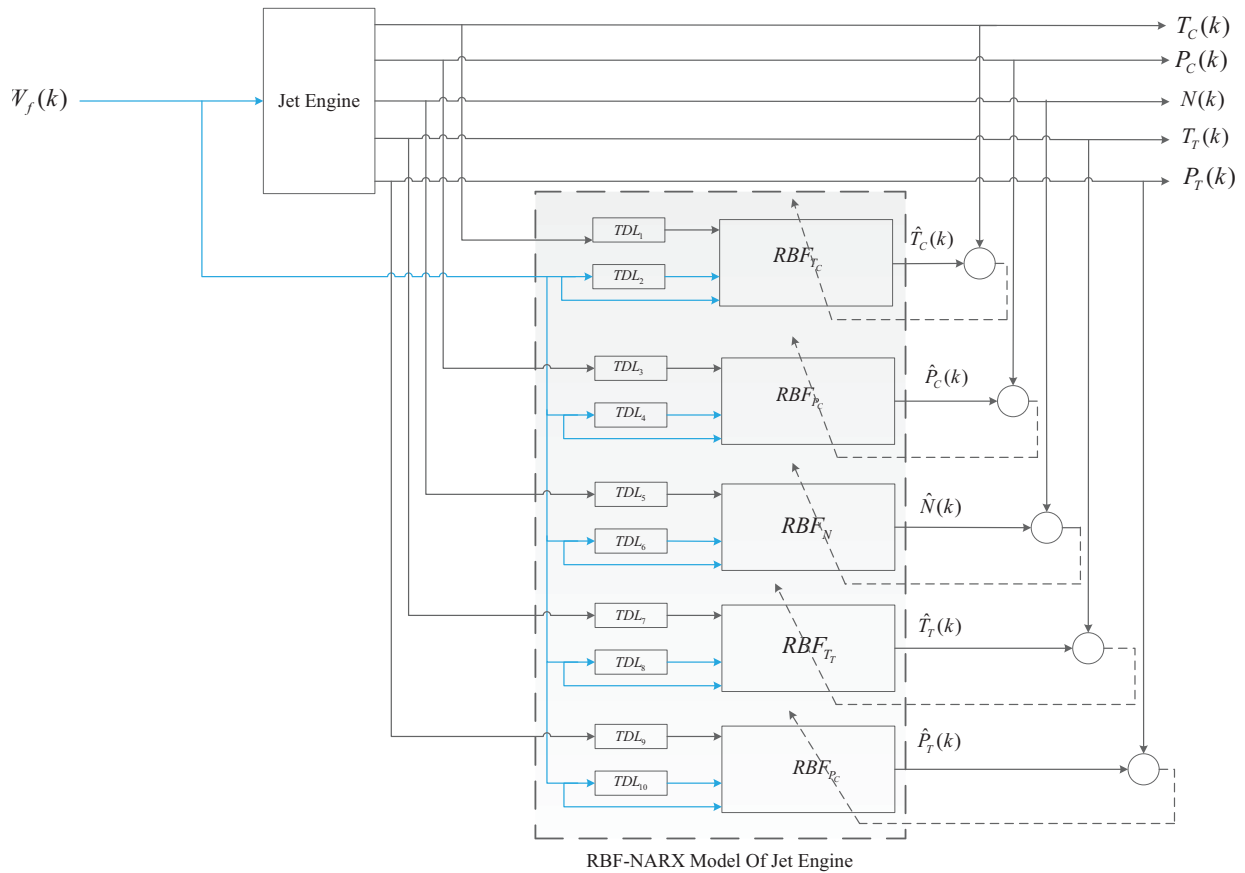 T_C(k)
P_C(k)
W_f(k)
Jet Engine
N(k)
T_T(k)
P_T(k)
TDL_1
RBF_{T_C}
T̂_C(k)
TDL_2
TDL_3
RBF_{P_C}
P̂_C(k)
TDL_4
TDL_5
RBF_N
N̂(k)
TDL_6
TDL_7
RBF_{T_T}
T̂_T(k)
TDL_8
TDL_9
RBF_{P_C}
P̂_T(k)
TDL_10
RBF-NARX Model Of Jet Engine